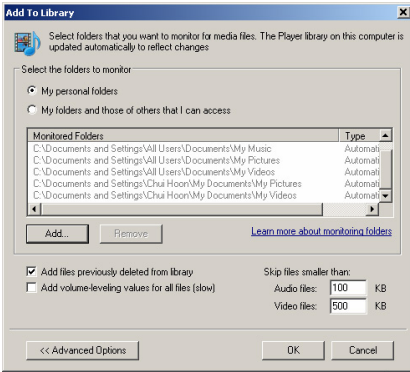 Add To Library
Select folders that you want to monitor for media files. The Player library on this computer is
updated automatically to reflect changes
Select the folders to monitor
My personal folders
My folders and those of others that I can access
Monitored Folders Type
C:\Documents and Settings\All Users\Documents\My Music Automati
C:\Documents and Settings\All Users\Documents\My Pictures Automati
C:\Documents and Settings\All Users\Documents\My Videos Automati
C:\Documents and Settings\Chui Hoon\My Documents\My Pictures Automati
C:\Documents and Settings\Chui Hoon\My Documents\My Videos Automati
Add... Remove Learn more about monitoring folders
Add files previously deleted from library Skip files smaller than:
Add volume-leveling values for all files (slow) Audio files: 100 KB
Video files: 500 KB
<< Advanced Options OK Cancel